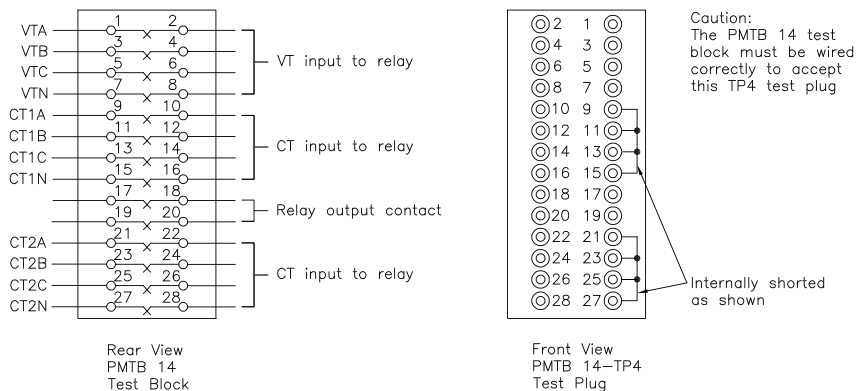 VTA 1 2
VTB 3 4
VTC 5 6
VTN 7 8
VT input to relay
CT1A 9 10
CT1B 11 12
CT1C 13 14
CT1N 15 16
CT input to relay
17 18
19 20
Relay output contact
CT2A 21 22
CT2B 23 24
CT2C 25 26
CT2N 27 28
CT input to relay
Rear View
PMTB 14
Test Block
2 1
4 3
6 5
8 7
10 9
12 11
14 13
16 15
18 17
20 19
22 21
24 23
26 25
28 27
Front View
PMTB 14-TP4
Test Plug
Caution:
The PMTB 14 test
block must be wired
correctly to accept
this TP4 test plug
Internally shorted
as shown